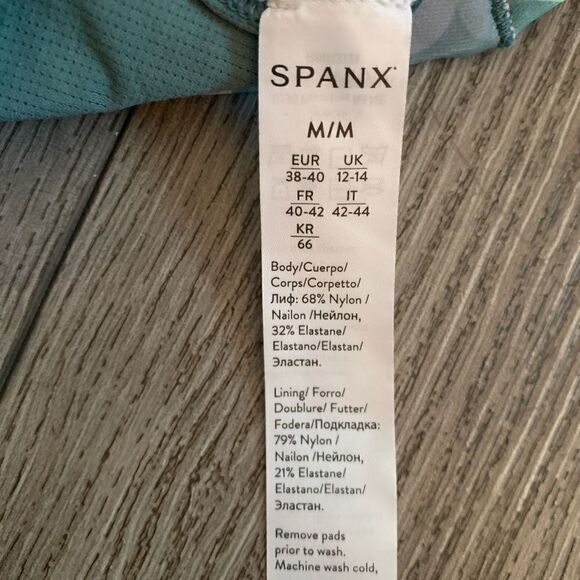 SPANX
M/M
EUR UK
38-40 12-14
FR IT
40-42 42-44
KR
66
Body/Cuerpo/
Corps/Corpetto/
Лиф: 68% Nylon /
Nailon /Нейлон,
32% Elastane/
Elastano/Elastan/
Эластан.
Lining/ Forro/
Doublure/ Futter/
Fodera/Подкладка:
79% Nylon /
Nailon /Нейлон,
21% Elastane/
Elastano/Elastan/
Эластан.
Remove pads
prior to wash.
Machine wash cold,